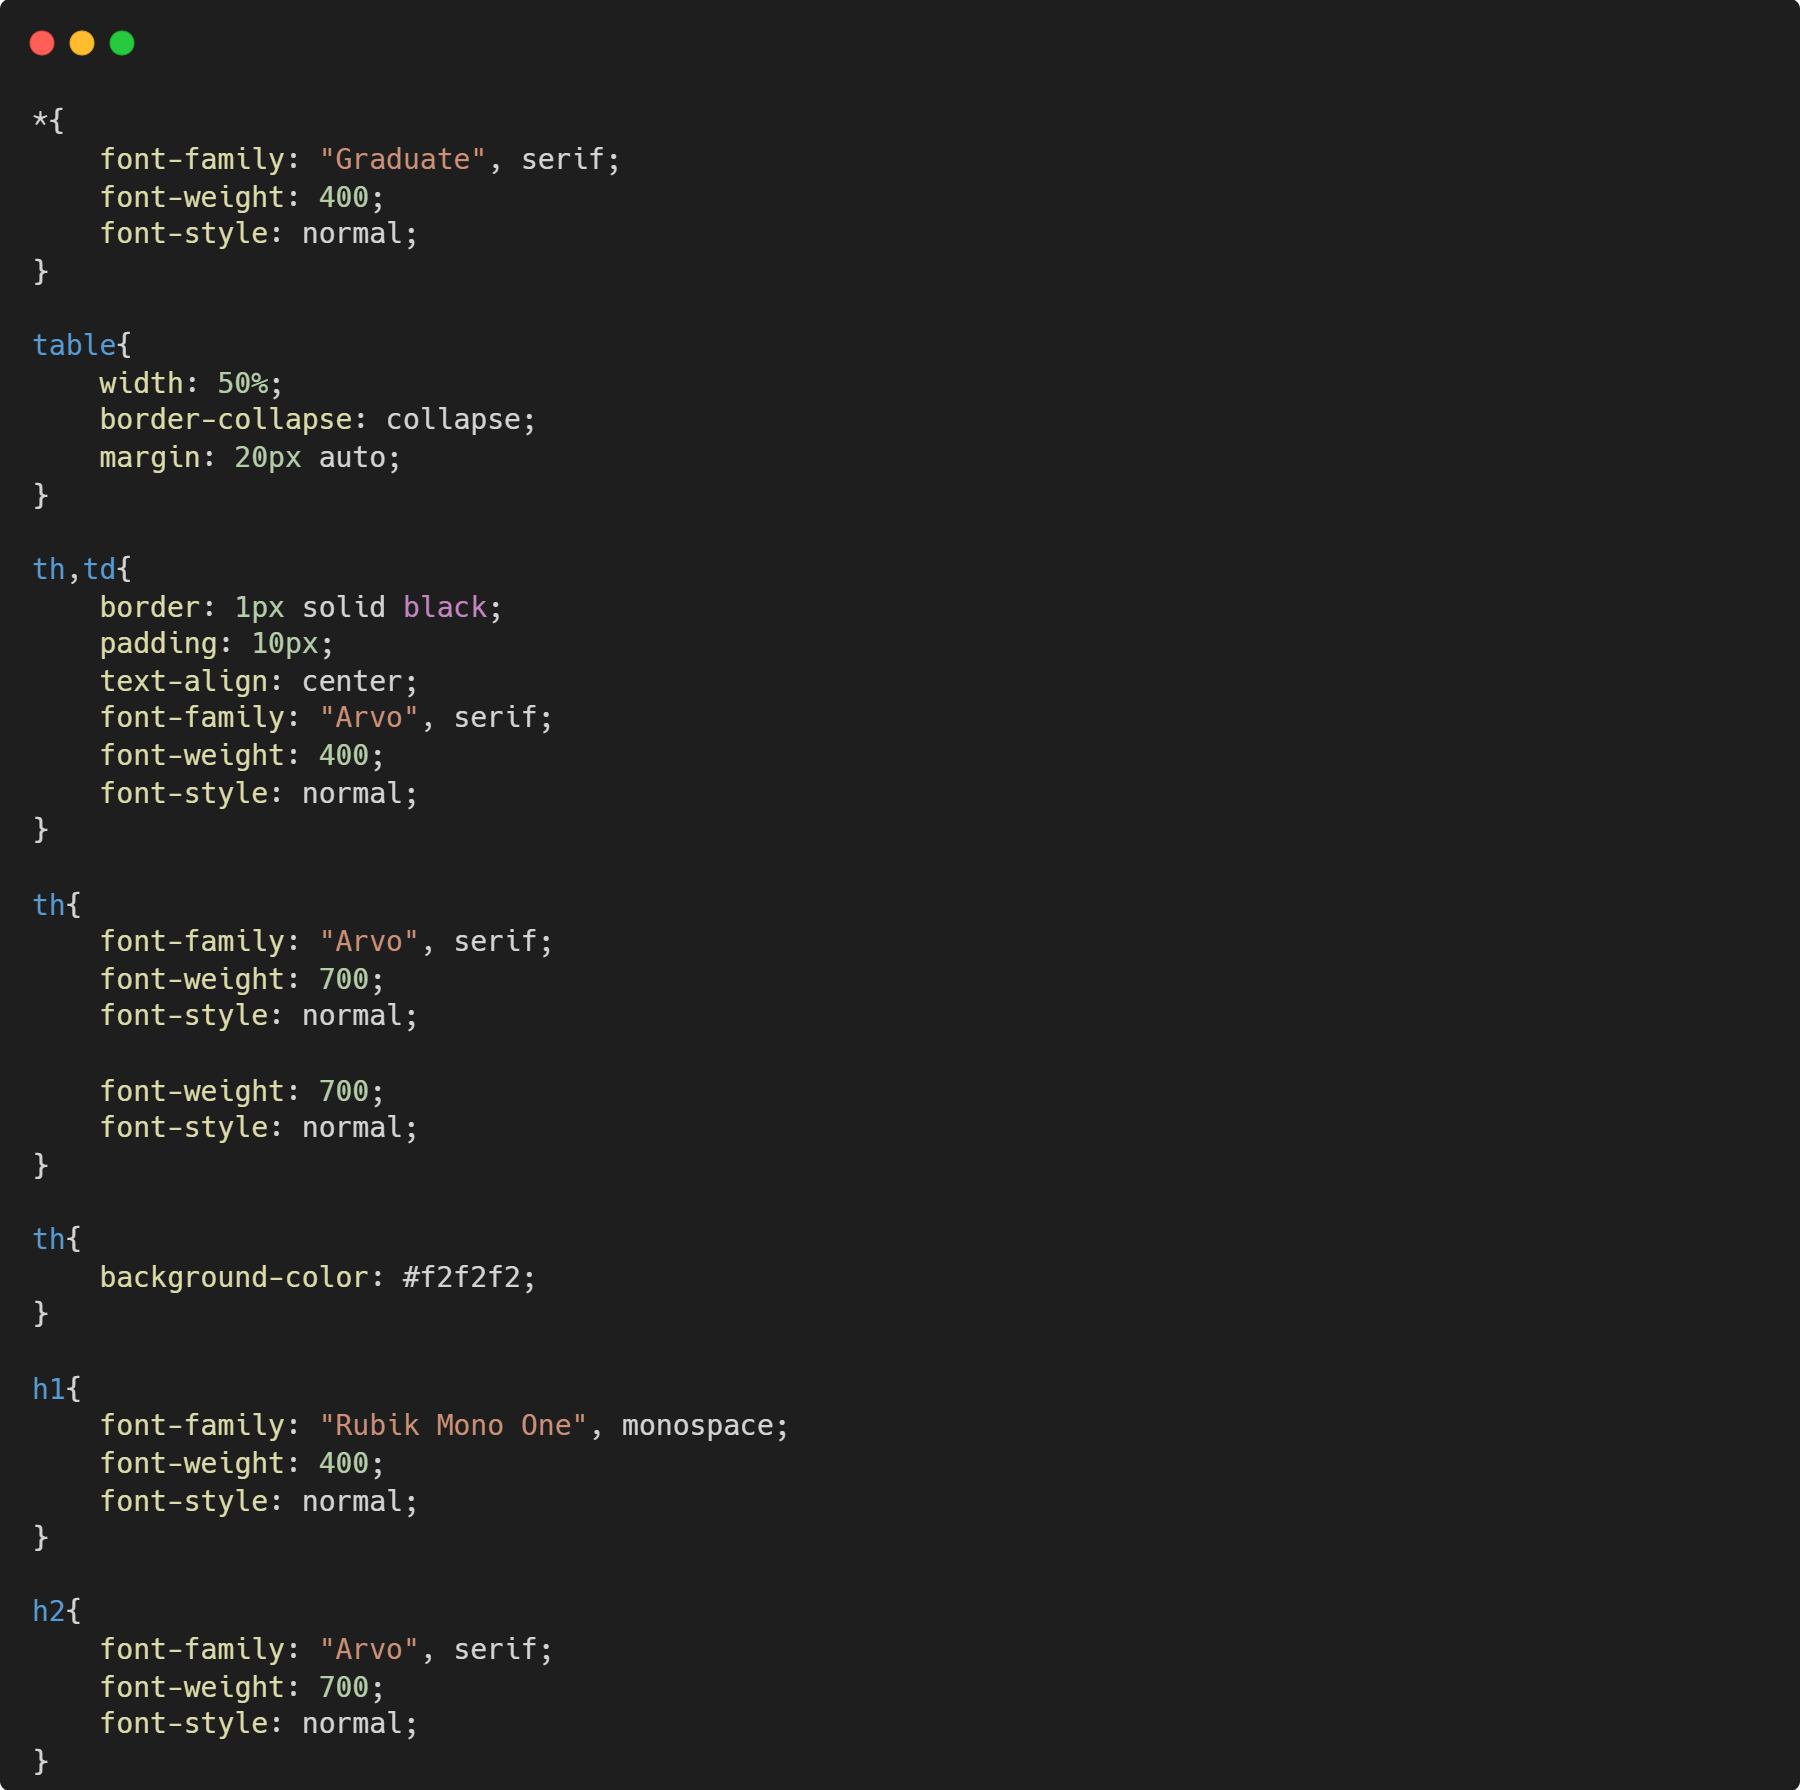 *{
    font-family: "Graduate", serif;
    font-weight: 400;
    font-style: normal;
}

table{
    width: 50%;
    border-collapse: collapse;
    margin: 20px auto;
}

th,td{
    border: 1px solid black;
    padding: 10px;
    text-align: center;
    font-family: "Arvo", serif;
    font-weight: 400;
    font-style: normal;
}

th{
    font-family: "Arvo", serif;
    font-weight: 700;
    font-style: normal;

    font-weight: 700;
    font-style: normal;
}

th{
    background-color: #f2f2f2;
}

h1{
    font-family: "Rubik Mono One", monospace;
    font-weight: 400;
    font-style: normal;
}

h2{
    font-family: "Arvo", serif;
    font-weight: 700;
    font-style: normal;
}